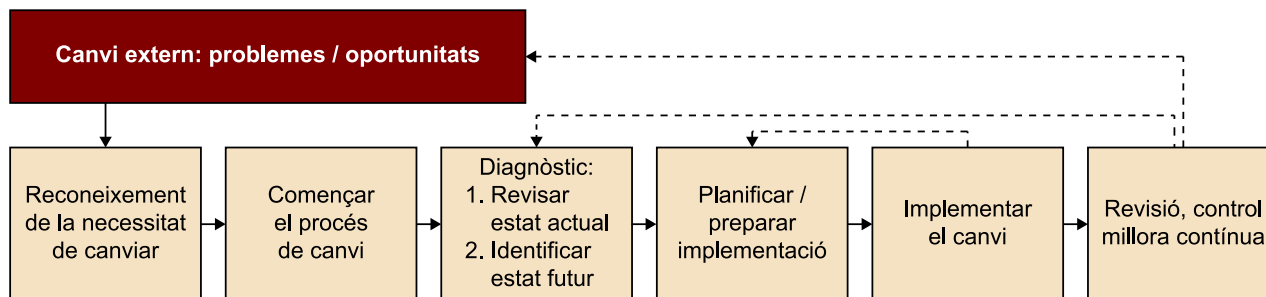 Canvi extern: problemes / oportunitats
Reconeixement
de la necessitat
de canviar
Començar
el procés
de canvi
Diagnòstic:
1. Revisar
estat actual
2. Identificar
estat futur
Planificar /
preparar
implementació
Implementar
el canvi
Revisió, control
millora contínua